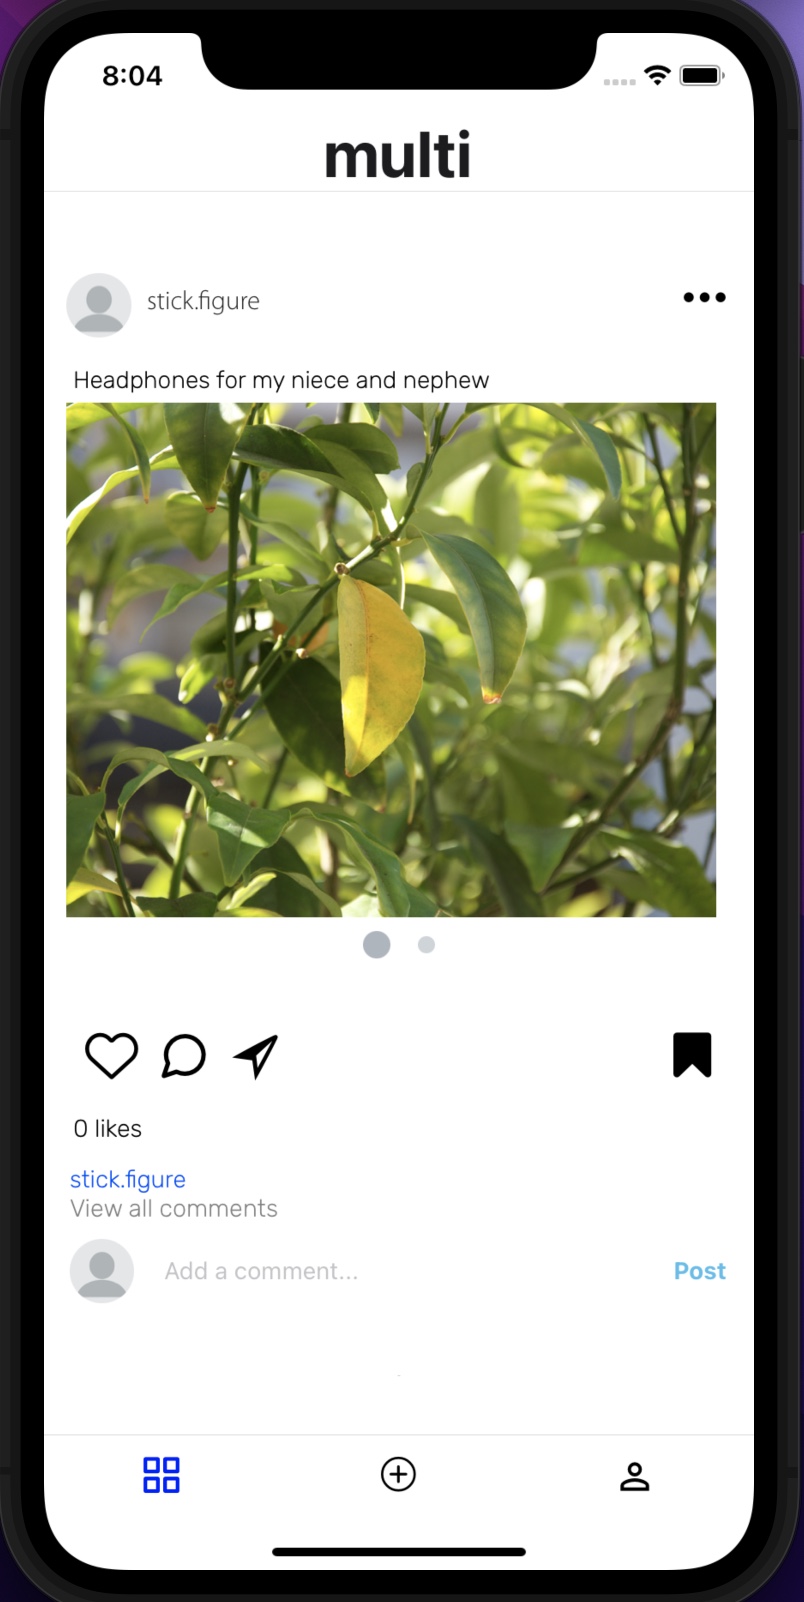 8:04
multi
stick.figure
Headphones for my niece and nephew
0 likes
stick.figure
View all comments
Add a comment...
Post